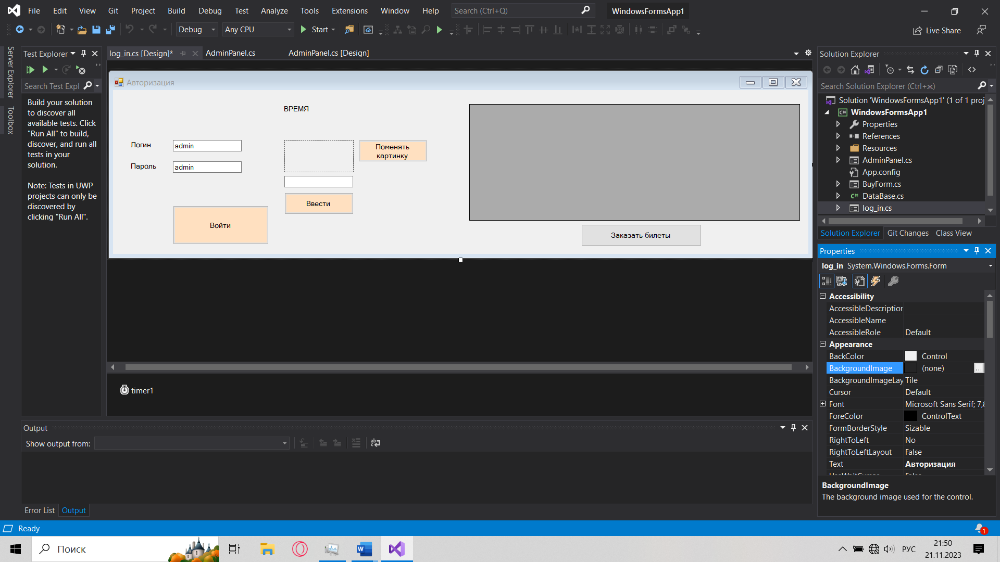 File Edit View Git Project Build Debug Test Analyze Tools Extensions Window Help Search (Ctrl+Q) WindowsFormsApp1
Debug Any CPU Start Live Share
Server Explorer
Toolbox
Test Explorer
Search Test Expl
Build your solution
to discover all
available tests. Click
"Run All" to build,
discover, and run all
tests in your
solution.
Note: Tests in UWP
projects can only be
discovered by
clicking "Run All".
log_in.cs [Design]* AdminPanel.cs AdminPanel.cs [Design]
Авторизация
ВРЕМЯ
Логин admin
Поменять
картинку
Пароль admin
Ввести
Войти
Заказать билеты
timer1
Output
Show output from:
Error List Output
Solution Explorer
Search Solution Explorer (Ctrl+ж)
Solution 'WindowsFormsApp1' (1 of 1 proj
WindowsFormsApp1
Properties
References
Resources
AdminPanel.cs
App.config
BuyForm.cs
DataBase.cs
log_in.cs
Solution Explorer Git Changes Class View
Properties
log_in System.Windows.Forms.Form
Accessibility
AccessibleDescription
AccessibleName
AccessibleRole Default
Appearance
BackColor Control
BackgroundImage (none) ...
BackgroundImageLay Tile
Cursor Default
Font Microsoft Sans Serif; 7,8
ForeColor ControlText
FormBorderStyle Sizable
RightToLeft No
RightToLeftLayout False
Text Авторизация
UseWaitCursor False
BackgroundImage
The background image used for the control.
Ready 1
Поиск РУС 21:50
21.11.2023